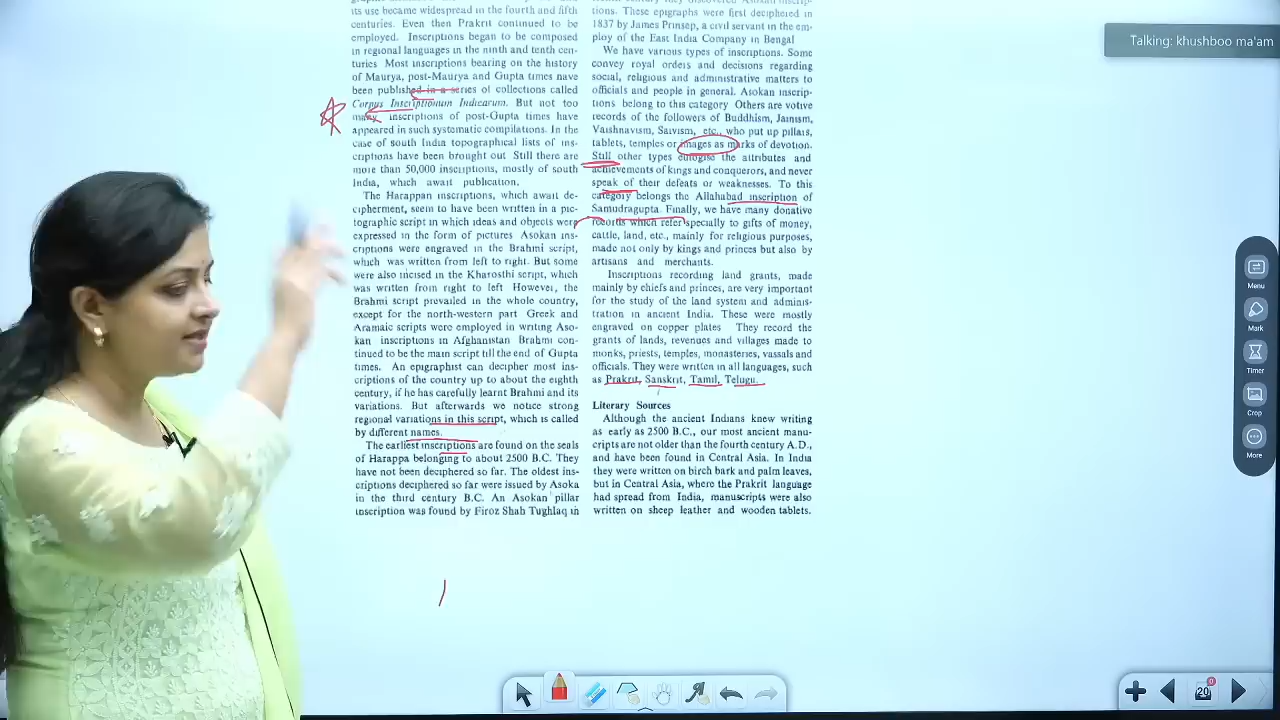 its use became widespread in the fourth and fifth
centuries. Even then Prakrit continued to be
employed. Inscriptions began to be composed
in regional languages in the ninth and tenth cen-
turies Most inscriptions bearing on the history
of Maurya, post-Maurya and Gupta times have
been published in a series of collections called
Corpus Inscriptionum Indicarum. But not too
many inscriptions of post-Gupta times have
appeared in such systematic compilations. In the
case of south India topographical lists of ins-
criptions have been brought out Still there are
more than 50,000 inscriptions, mostly of south
India, which await publication.
The Harappan inscriptions, which await de-
cipherment, seem to have been written in a pic-
tographic script in which ideas and objects were
expressed in the form of pictures Asokan ins-
criptions were engraved in the Brahmi script,
which was written from left to right. But some
were also incised in the Kharosthi script, which
was written from right to left However, the
Brahmi script prevailed in the whole country,
except for the north-western part Greek and
Aramaic scripts were employed in writing Aso-
kan inscriptions in Afghanistan Brahmi con-
tinued to be the main script till the end of Gupta
times. An epigraphist can decipher most ins-
criptions of the country up to about the eighth
century, if he has carefully learnt Brahmi and its
variations. But afterwards we notice strong
regional variations in this script, which is called
by different names.
The earliest inscriptions are found on the seals
of Harappa belonging to about 2500 B.C. They
have not been deciphered so far. The oldest ins-
criptions deciphered so far were issued by Asoka
in the third century B.C. An Asokan pillar
inscription was found by Firoz Shah Tughlaq in
tions. These epigraphs were first deciphered in
1837 by James Prinsep, a civil servant in the em-
ploy of the East India Company in Bengal
We have various types of inscriptions. Some
convey royal orders and decisions regarding
social, religious and administrative matters to
officials and people in general. Asokan inscrip-
tions belong to this category Others are votive
records of the followers of Buddhism, Jainism,
Vaishnavism, Saivism, etc., who put up pillars,
tablets, temples or images as marks of devotion.
Still other types eulogise the attributes and
achievements of kings and conquerors, and never
speak of their defeats or weaknesses. To this
category belongs the Allahabad inscription of
Samudragupta Finally, we have many donative
records which refer specially to gifts of money,
cattle, land, etc., mainly for religious purposes,
made not only by kings and princes but also by
artisans and merchants.
Inscriptions recording land grants, made
mainly by chiefs and princes, are very important
for the study of the land system and adminis-
tration in ancient India. These were mostly
engraved on copper plates They record the
grants of lands, revenues and villages made to
monks, priests, temples, monasteries, vassals and
officials. They were written in all languages, such
as Prakrit, Sanskrit, Tamil, Telugu.
Literary Sources
Although the ancient Indians knew writing
as early as 2500 B.C., our most ancient manu-
cripts are not older than the fourth century A.D.,
and have been found in Central Asia. In India
they were written on birch bark and palm leaves,
but in Central Asia, where the Prakrit language
had spread from India, manuscripts were also
written on sheep leather and wooden tablets.
Talking: khushboo ma'am
Menu
Mark
Timer
Crop
More
20